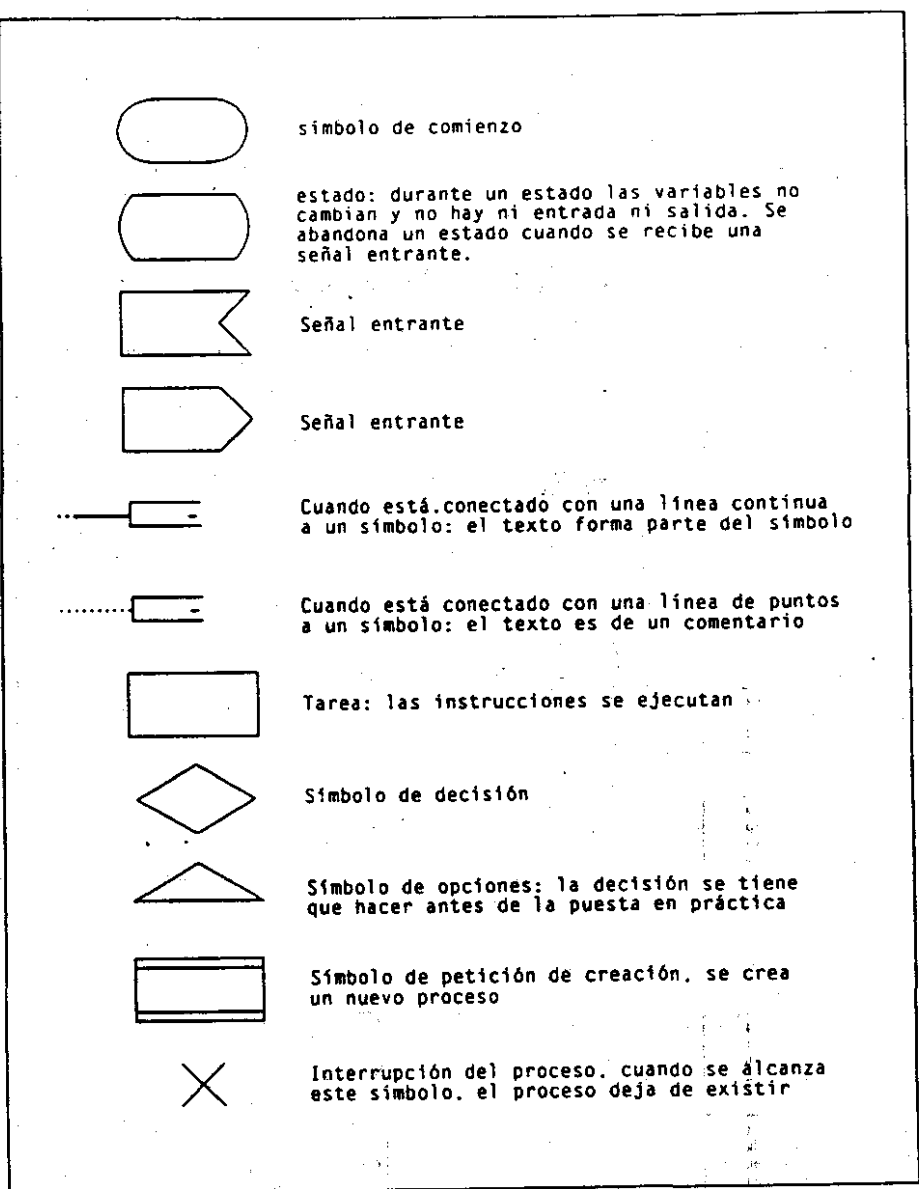 símbolo de comienzo
estado: durante un estado las variables no
cambian y no hay ni entrada ni salida. Se
abandona un estado cuando se recibe una
señal entrante.
Señal entrante
Señal entrante
Cuando está.conectado con una línea continua
a un símbolo: el texto forma parte del símbolo
Cuando está conectado con una línea de puntos
a un símbolo: el texto es de un comentario
Tarea: las instrucciones se ejecutan
Símbolo de decisión
Símbolo de opciones: la decisión se tiene
que hacer antes de la puesta en práctica
Símbolo de petición de creación. se crea
un nuevo proceso
Interrupción del proceso. cuando se álcanza
este símbolo. el proceso deja de existir